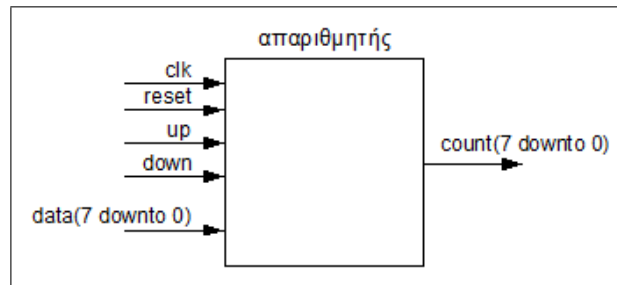 απαριθμητής
clk
reset
up
down
data(7 downto 0)
count(7 downto 0)